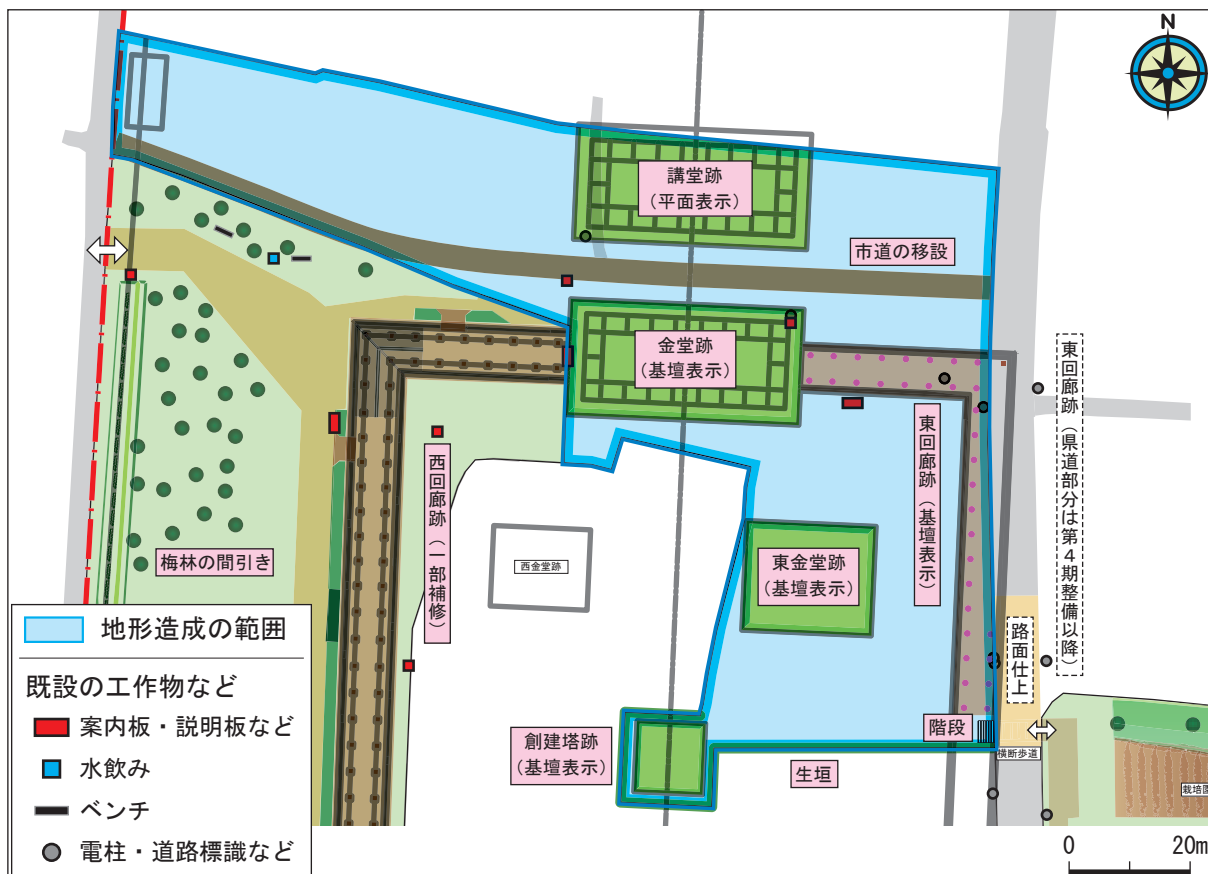 N
講堂跡
（平面表示）
市道の移設
金堂跡
（基壇表示）
東回廊跡（県道部分は第４期整備以降）
東回廊跡（基壇表示）
西回廊跡（一部補修）
梅林の間引き
西金堂跡
東金堂跡
（基壇表示）
路面仕上
階段
創建塔跡
（基壇表示）
生垣
横断歩道
栽培園
地形造成の範囲
既設の工作物など
案内板・説明板など
水飲み
ベンチ
電柱・道路標識など
0 20m